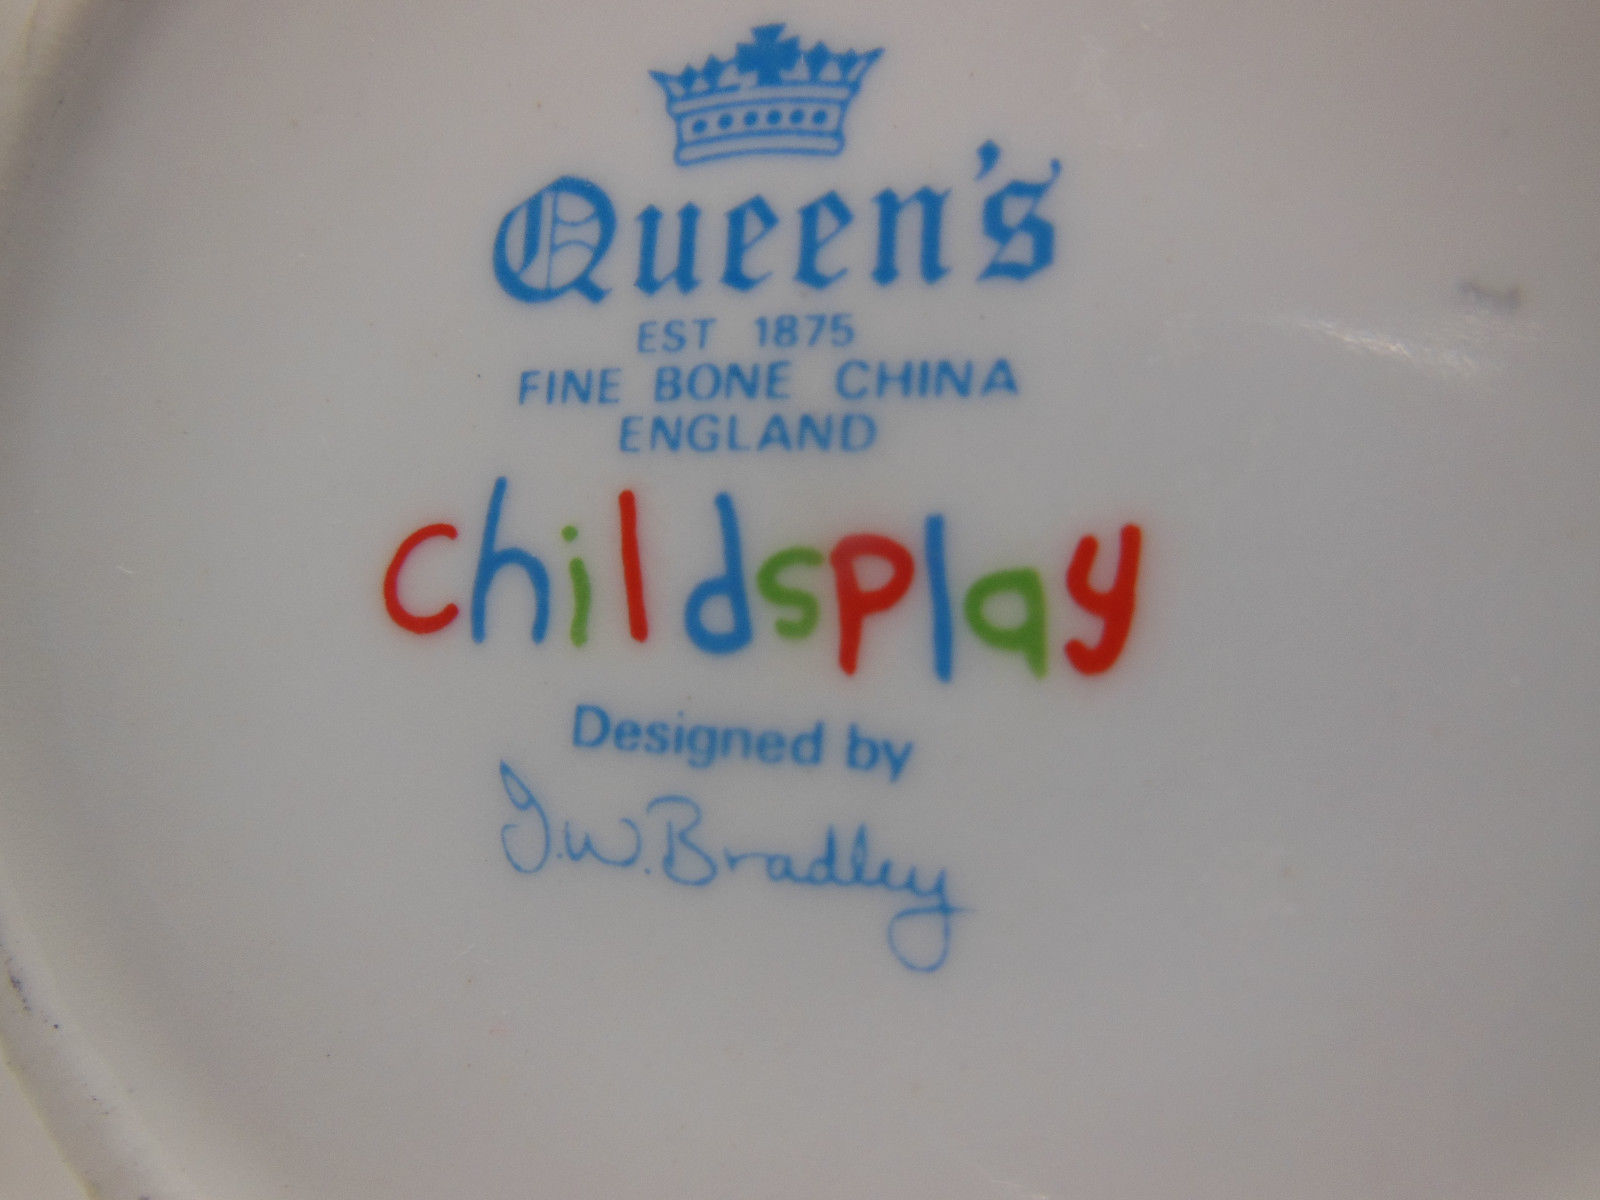 Queen's
EST 1875
FINE BONE CHINA
ENGLAND
childsplay
Designed by
J.W.Bradley